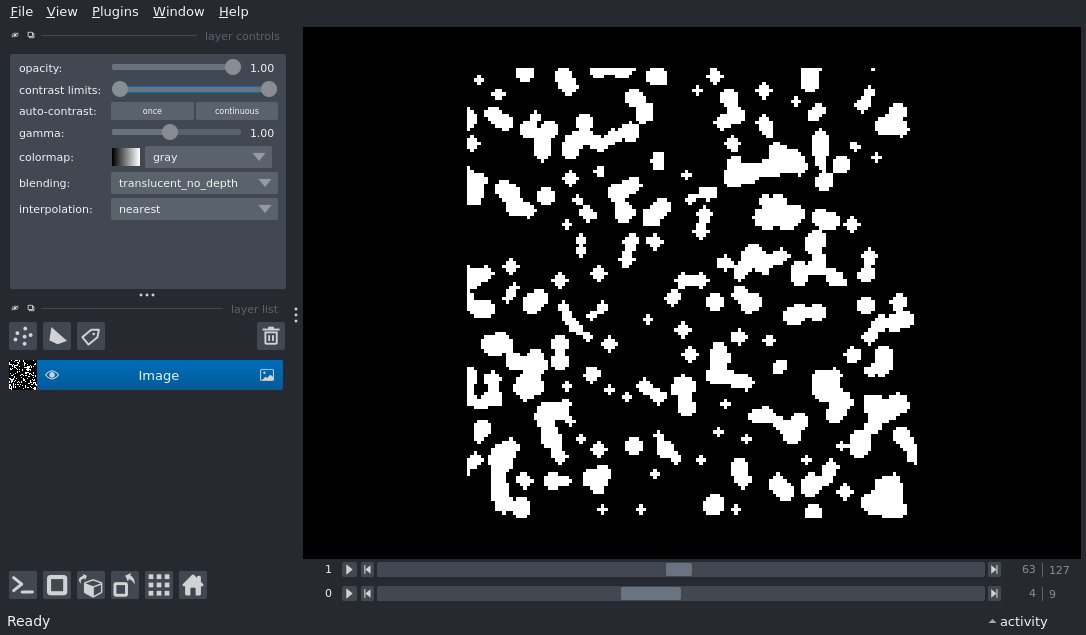 File View Plugins Window Help
layer controls
opacity: 1.00
contrast limits:
auto-contrast: once continuous
gamma: 1.00
colormap: gray
blending: translucent_no_depth
interpolation: nearest
layer list
Image
1 63 127
0 4 9
Ready activity